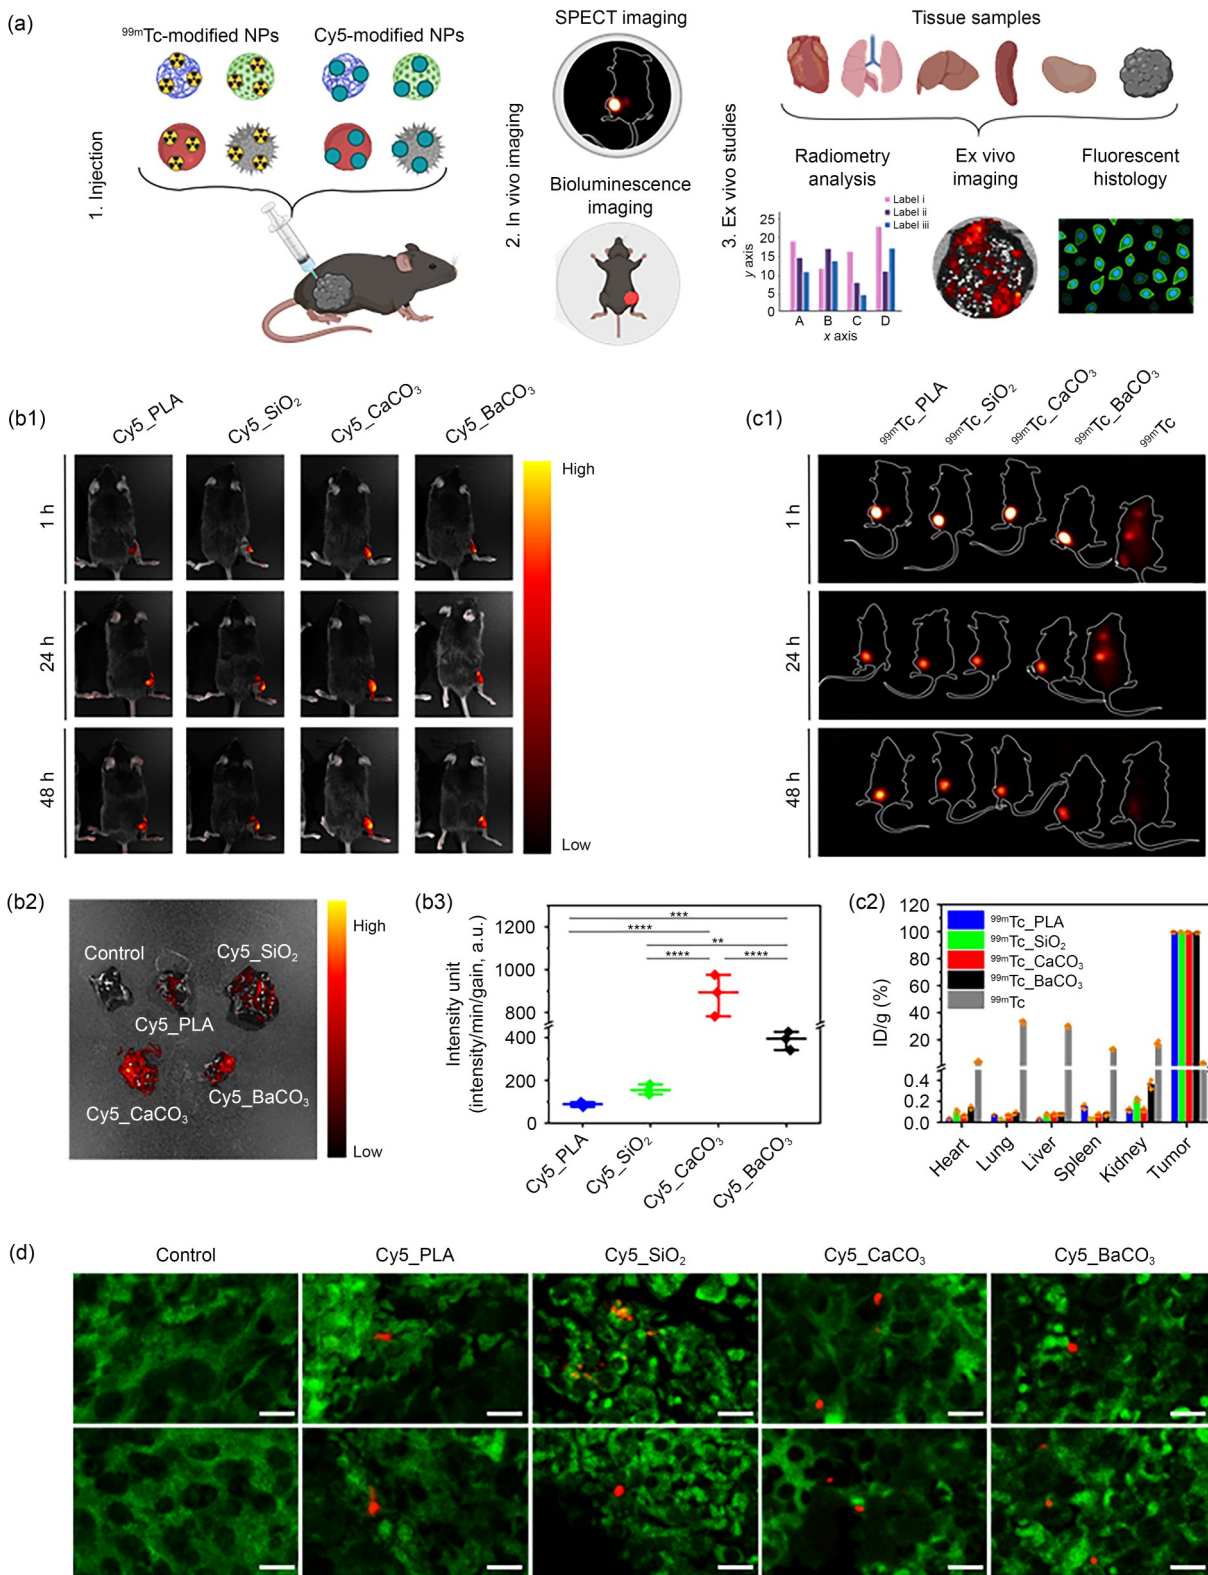 (a)
99mTc-modified NPs
Cy5-modified NPs
1. Injection
SPECT imaging
Bioluminescence
imaging
2. In vivo imaging
Tissue samples
3. Ex vivo studies
Radiometry
analysis
Ex vivo
imaging
Fluorescent
histology
Label i
Label ii
Label iii
25
20
15
10
5
0
y axis
A B C D
x axis
(b1)
Cy5_PLA
Cy5_SiO2
Cy5_CaCO3
Cy5_BaCO3
1 h
24 h
48 h
High
Low
(c1)
99mTc_PLA
99mTc_SiO2
99mTc_CaCO3
99mTc_BaCO3
99mTc
1 h
24 h
48 h
(b2)
Control
Cy5_SiO2
Cy5_PLA
Cy5_CaCO3
Cy5_BaCO3
High
Low
(b3)
Intensity unit
(intensity/min/gain, a.u.)
1200
1000
800
400
200
0
***
****
**
**** ****
Cy5_PLA
Cy5_SiO2
Cy5_CaCO3
Cy5_BaCO3
(c2)
ID/g (%)
120
100
80
60
40
20
0.4
0.2
0.0
99mTc_PLA
99mTc_SiO2
99mTc_CaCO3
99mTc_BaCO3
99mTc
Heart
Lung
Liver
Spleen
Kidney
Tumor
(d)
Control
Cy5_PLA
Cy5_SiO2
Cy5_CaCO3
Cy5_BaCO3